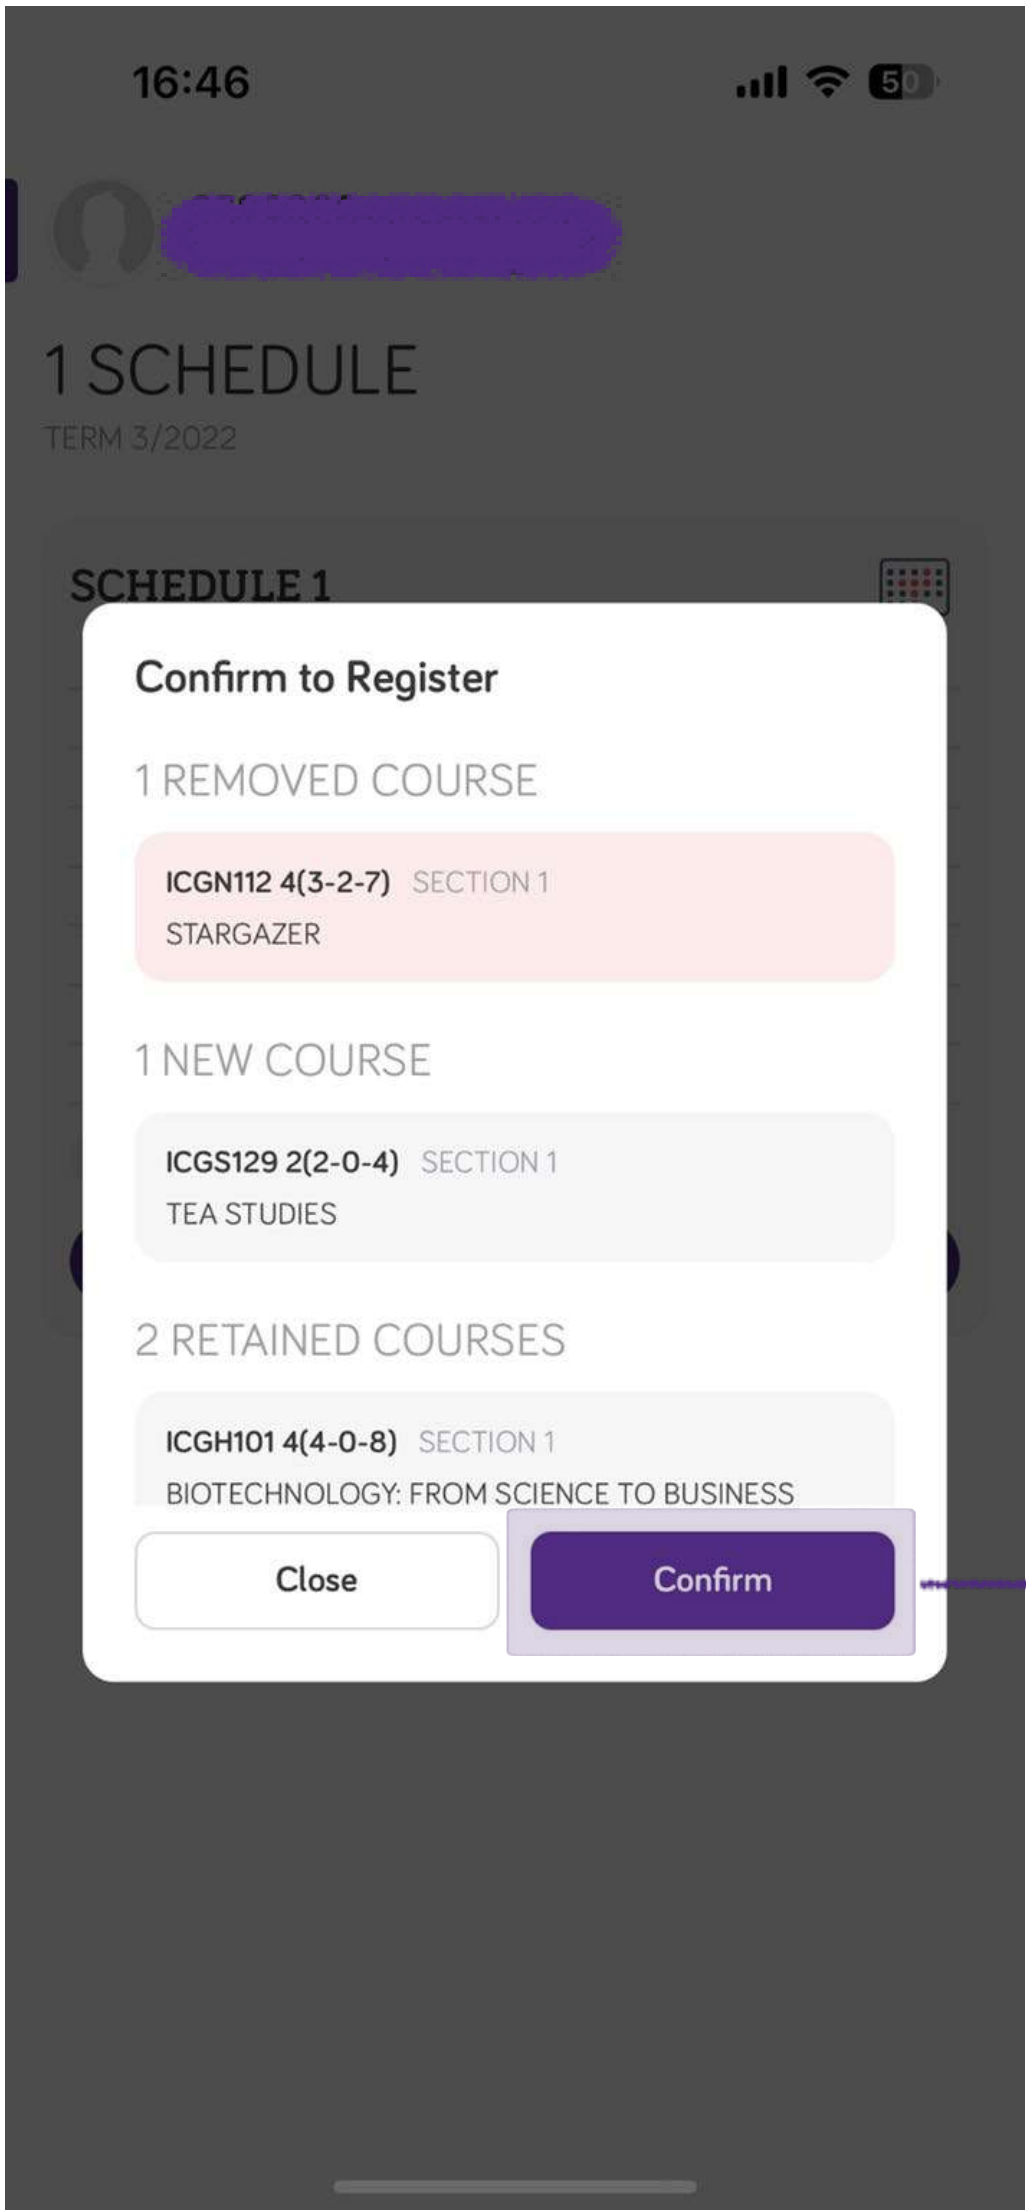 16:46
50
1 SCHEDULE
TERM 3/2022
SCHEDULE 1
Confirm to Register
1 REMOVED COURSE
ICGN112 4(3-2-7) SECTION 1
STARGAZER
1 NEW COURSE
ICGS129 2(2-0-4) SECTION 1
TEA STUDIES
2 RETAINED COURSES
ICGH101 4(4-0-8) SECTION 1
BIOTECHNOLOGY: FROM SCIENCE TO BUSINESS
Close
Confirm